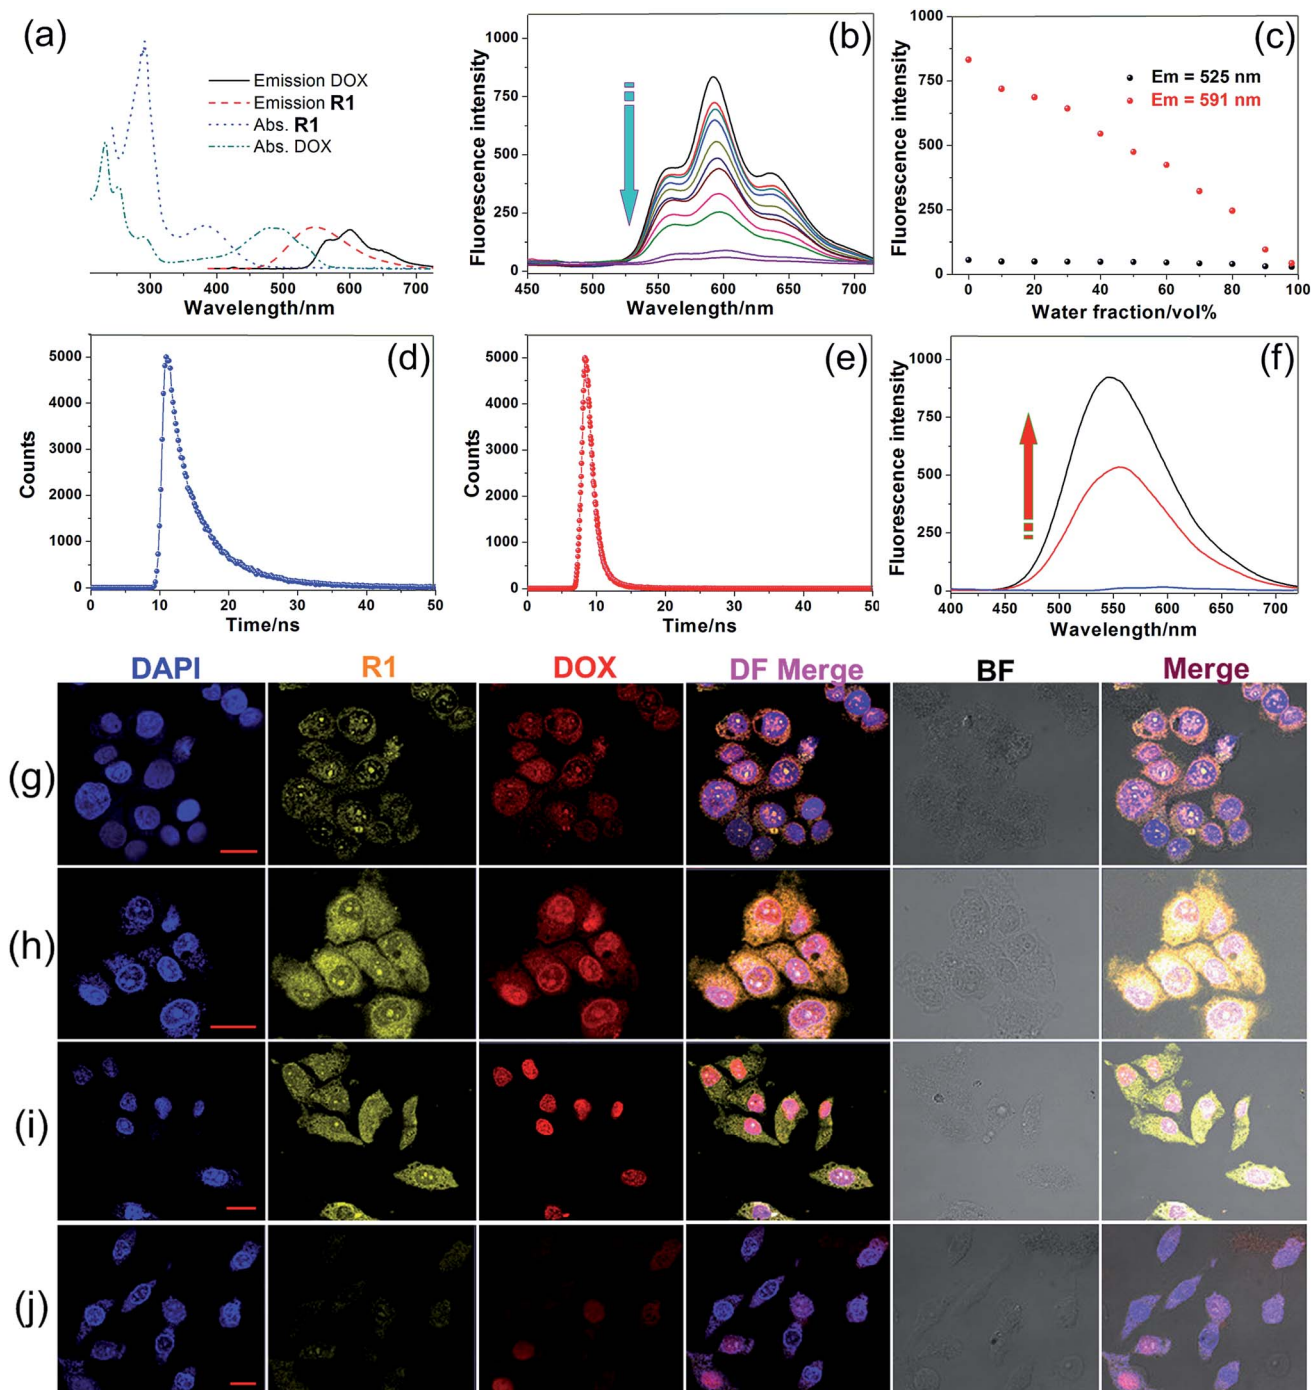 (a)
Emission DOX
Emission R1
Abs. R1
Abs. DOX
300 400 500 600 700
Wavelength/nm
(b)
Fluorescence intensity
1000
750
500
250
0
450 500 550 600 650 700
Wavelength/nm
(c)
Fluorescence intensity
1000
750
500
250
0
Em = 525 nm
Em = 591 nm
0 20 40 60 80 100
Water fraction/vol%
(d)
Counts
5000
4000
3000
2000
1000
0
0 10 20 30 40 50
Time/ns
(e)
Counts
5000
4000
3000
2000
1000
0
0 10 20 30 40 50
Time/ns
(f)
Fluorescence intensity
1000
750
500
250
0
400 450 500 550 600 650 700
Wavelength/nm
DAPI R1 DOX DF Merge BF Merge
(g)
(h)
(i)
(j)